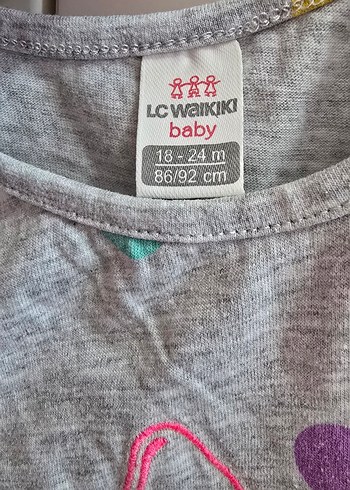 LC WAIKIKI
baby
18 - 24 m
86/92 cm